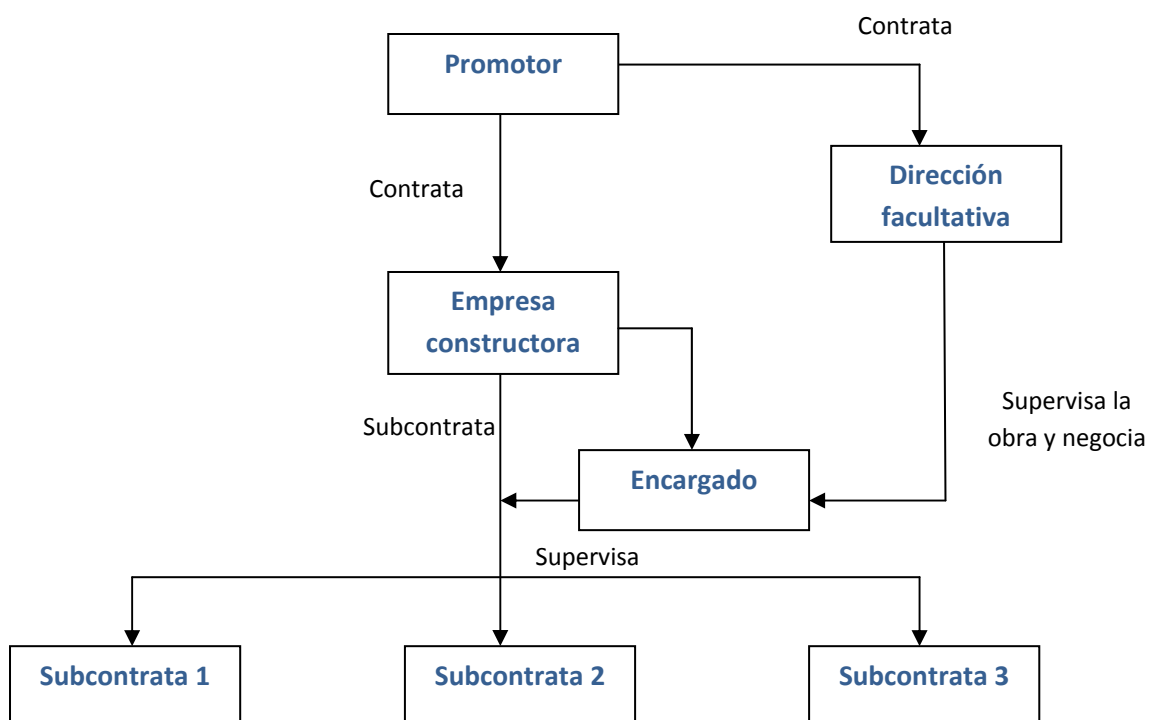 Contrata
Promotor
Dirección
facultativa
Contrata
Empresa
constructora
Supervisa la
obra y negocia
Subcontrata
Encargado
Supervisa
Subcontrata 1
Subcontrata 2
Subcontrata 3